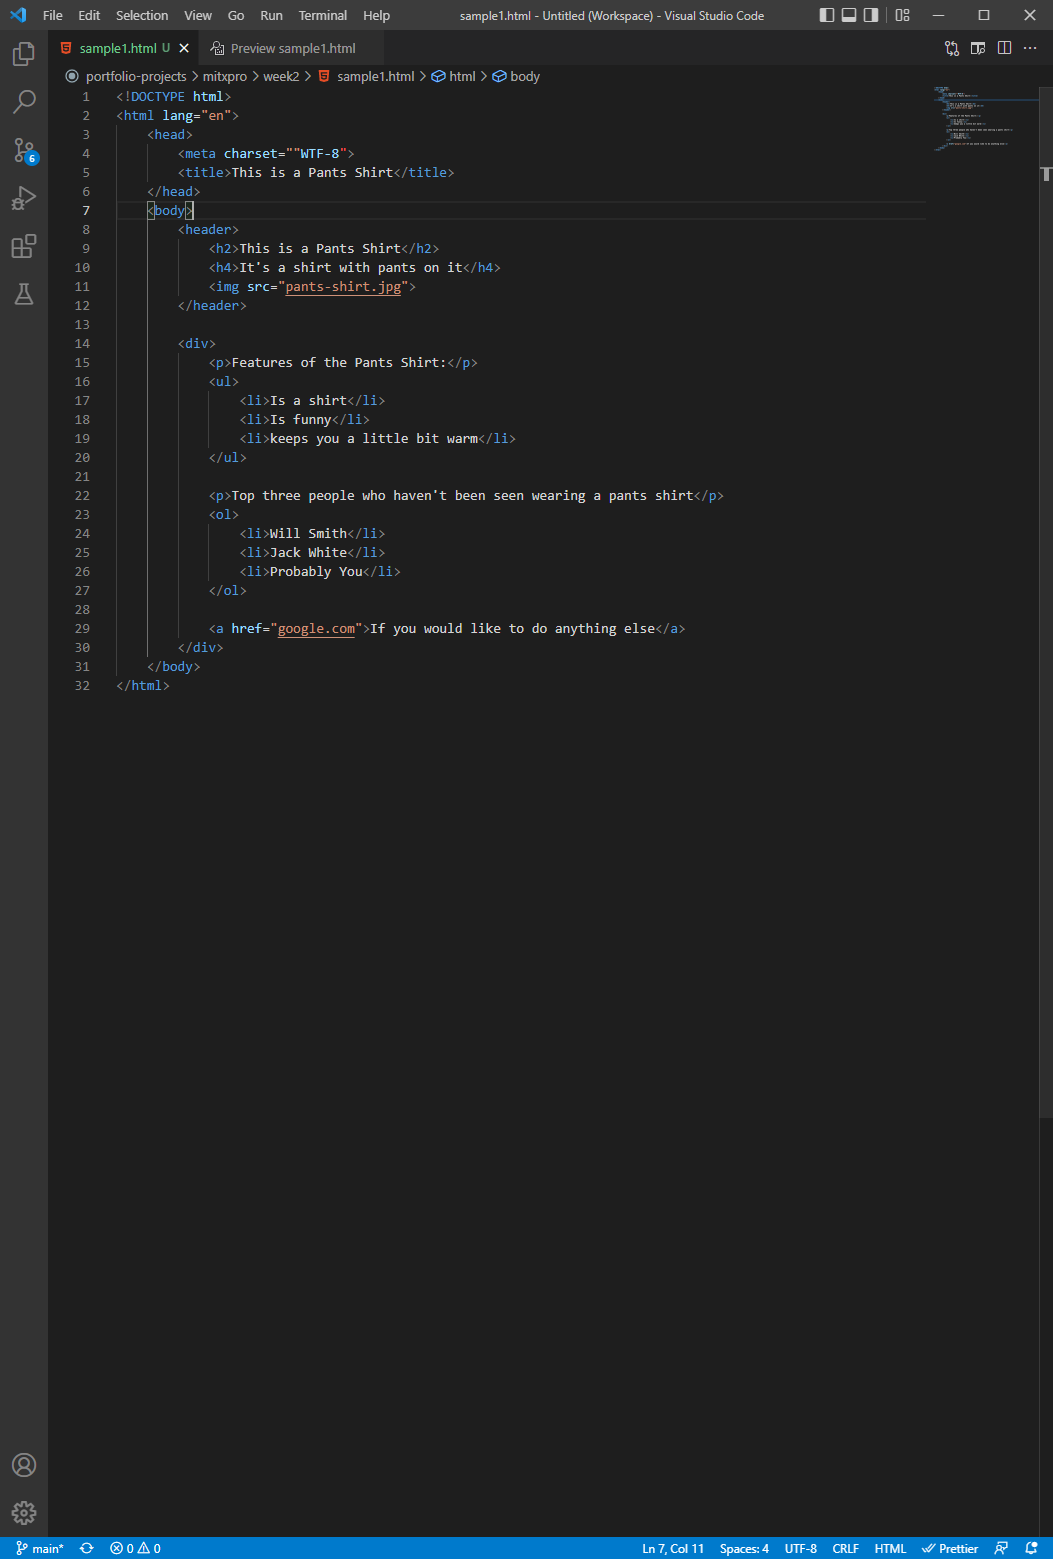 File Edit Selection View Go Run Terminal Help sample1.html - Untitled (Workspace) - Visual Studio Code
sample1.html U Preview sample1.html
portfolio-projects > mitxpro > week2 > sample1.html > html > body
1 <!DOCTYPE html>
2 <html lang="en">
3 <head>
4 <meta charset=""WTF-8">
5 <title>This is a Pants Shirt</title>
6 </head>
7 <body>
8 <header>
9 <h2>This is a Pants Shirt</h2>
10 <h4>It's a shirt with pants on it</h4>
11 <img src="pants-shirt.jpg">
12 </header>
13
14 <div>
15 <p>Features of the Pants Shirt:</p>
16 <ul>
17 <li>Is a shirt</li>
18 <li>Is funny</li>
19 <li>keeps you a little bit warm</li>
20 </ul>
21
22 <p>Top three people who haven't been seen wearing a pants shirt</p>
23 <ol>
24 <li>Will Smith</li>
25 <li>Jack White</li>
26 <li>Probably You</li>
27 </ol>
28
29 <a href="google.com">If you would like to do anything else</a>
30 </div>
31 </body>
32 </html>
6
main* 0 0 Ln 7, Col 11 Spaces: 4 UTF-8 CRLF HTML Prettier